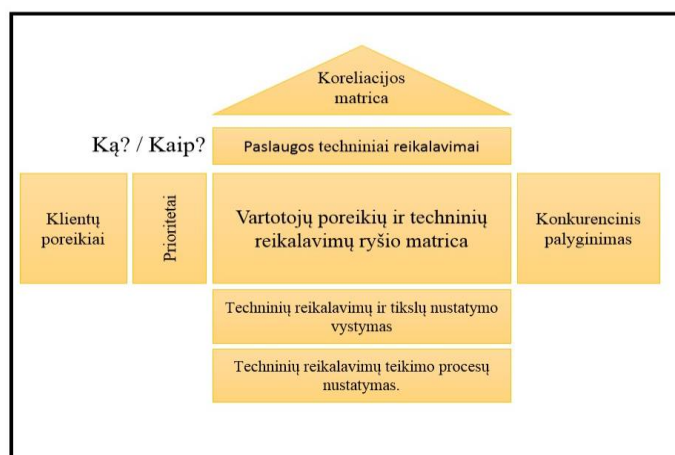 Koreliacijos
matrica
Ką? / Kaip?
Paslaugos techniniai reikalavimai
Klientų
poreikiai
Prioritetai
Vartotojų poreikių ir techninių
reikalavimų ryšio matrica
Konkurencinis
palyginimas
Techninių reikalavimų ir tikslų nustatymo
vystymas
Techninių reikalavimų teikimo procesų
nustatymas.